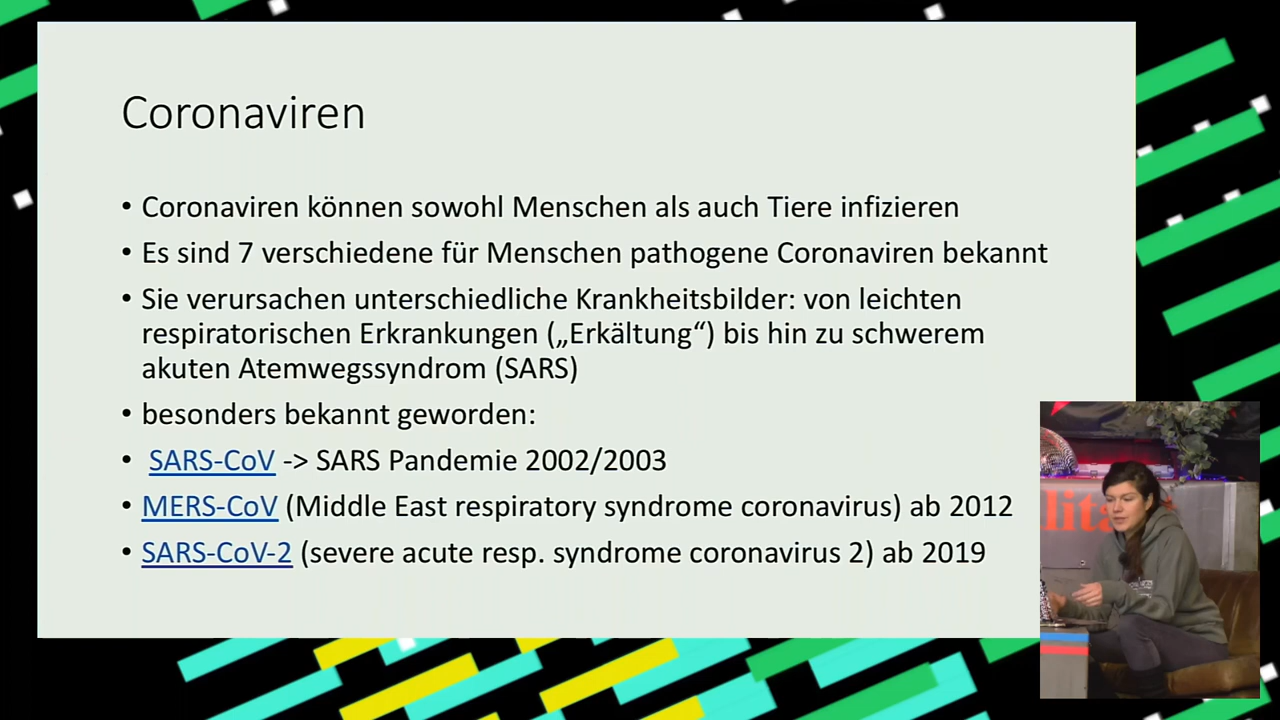 Coronaviren
• Coronaviren können sowohl Menschen als auch Tiere infizieren
• Es sind 7 verschiedene für Menschen pathogene Coronaviren bekannt
• Sie verursachen unterschiedliche Krankheitsbilder: von leichten
respiratorischen Erkrankungen („Erkältung“) bis hin zu schwerem
akuten Atemwegssyndrom (SARS)
• besonders bekannt geworden:
• SARS-CoV -> SARS Pandemie 2002/2003
• MERS-CoV (Middle East respiratory syndrome coronavirus) ab 2012
• SARS-CoV-2 (severe acute resp. syndrome coronavirus 2) ab 2019